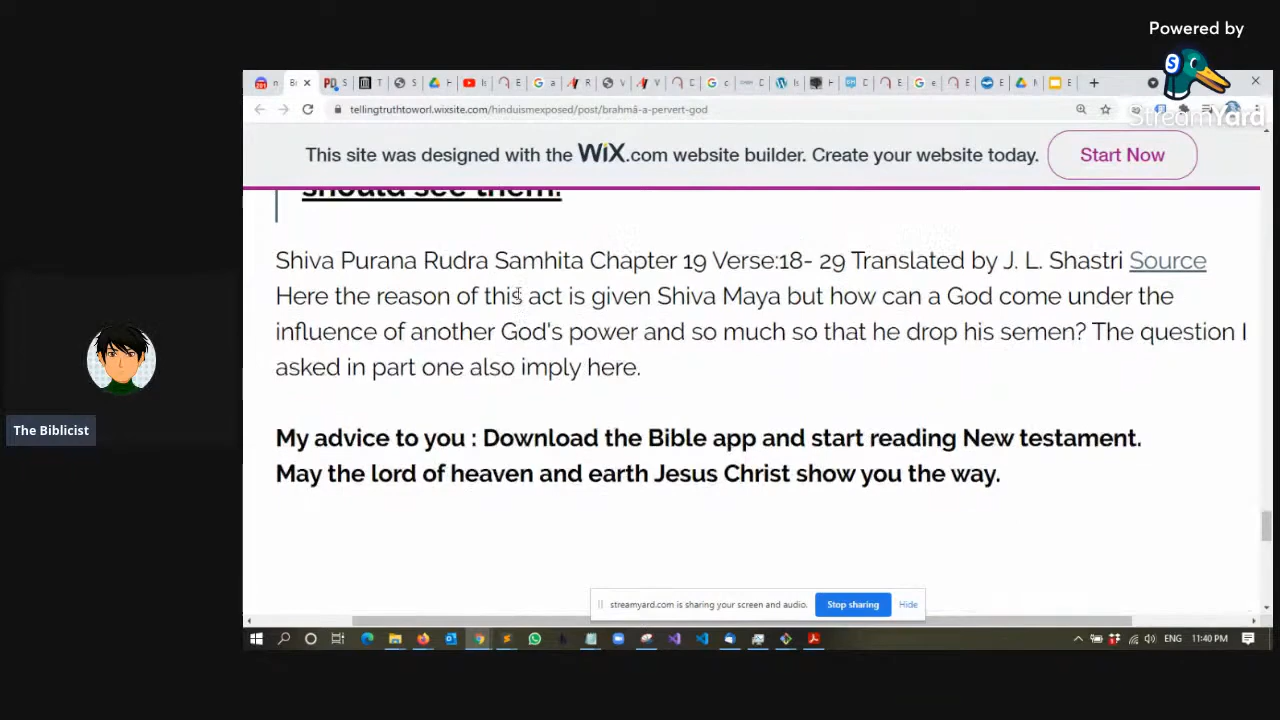 Powered by
StreamYard
tellingtruthtoworl.wixsite.com/hinduismexposed/post/brahmā-a-pervert-god
This site was designed with the WiX.com website builder. Create your website today.
Start Now
should see them.
Shiva Purana Rudra Samhita Chapter 19 Verse:18- 29 Translated by J. L. Shastri Source
Here the reason of this act is given Shiva Maya but how can a God come under the
influence of another God's power and so much so that he drop his semen? The question I
asked in part one also imply here.
The Biblicist
My advice to you : Download the Bible app and start reading New testament.
May the lord of heaven and earth Jesus Christ show you the way.
streamyard.com is sharing your screen and audio.
Stop sharing
Hide
ENG
11:40 PM